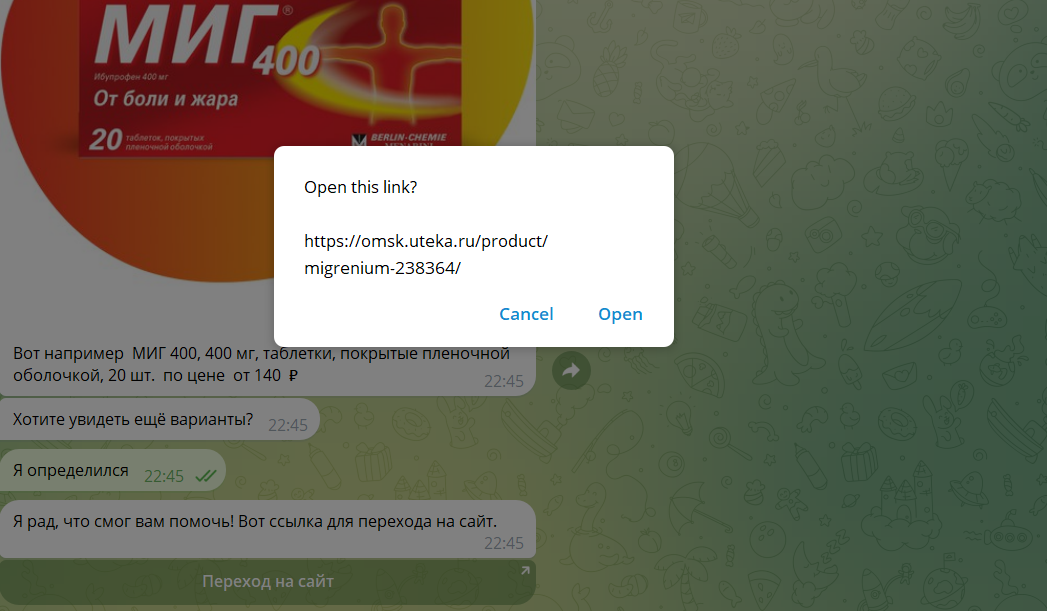 МИГ®400
Ибупрофен 400 мг
От боли и жара
20 таблеток, покрытых
пленочной оболочкой
BERLIN-CHEMIE
MENARINI
Open this link?
https://omsk.uteka.ru/product/
migrenium-238364/
Cancel Open
Вот например МИГ 400, 400 мг, таблетки, покрытые пленочной
оболочкой, 20 шт. по цене от 140 ₽
22:45
Хотите увидеть ещё варианты? 22:45
Я определился 22:45
Я рад, что смог вам помочь! Вот ссылка для перехода на сайт.
22:45
Переход на сайт